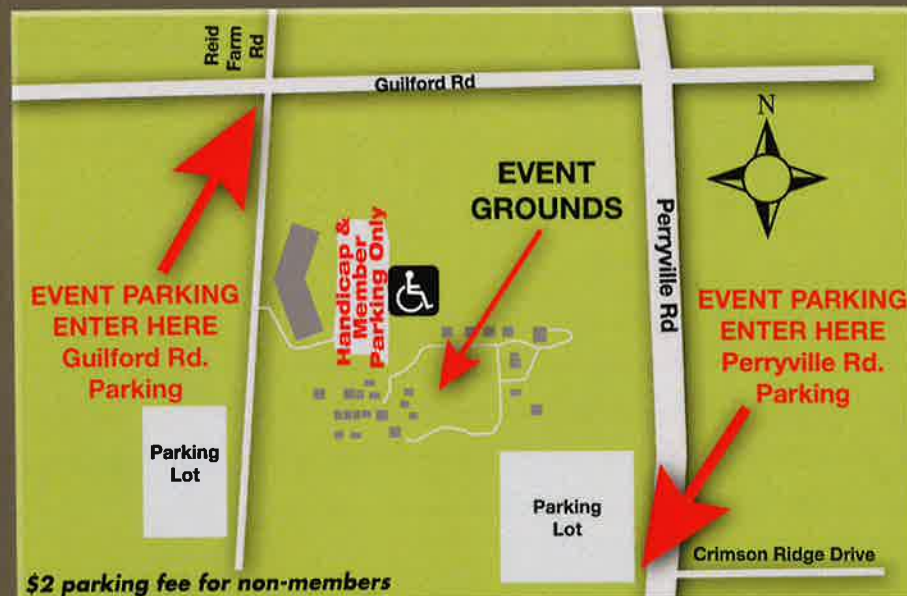 Reid
Farm
Rd
Guilford Rd
N
EVENT
GROUNDS
Perryville Rd
Handicap &
Member
Parking Only
EVENT PARKING
ENTER HERE
Guilford Rd.
Parking
EVENT PARKING
ENTER HERE
Perryville Rd.
Parking
Parking
Lot
Parking
Lot
Crimson Ridge Drive
$2 parking fee for non-members